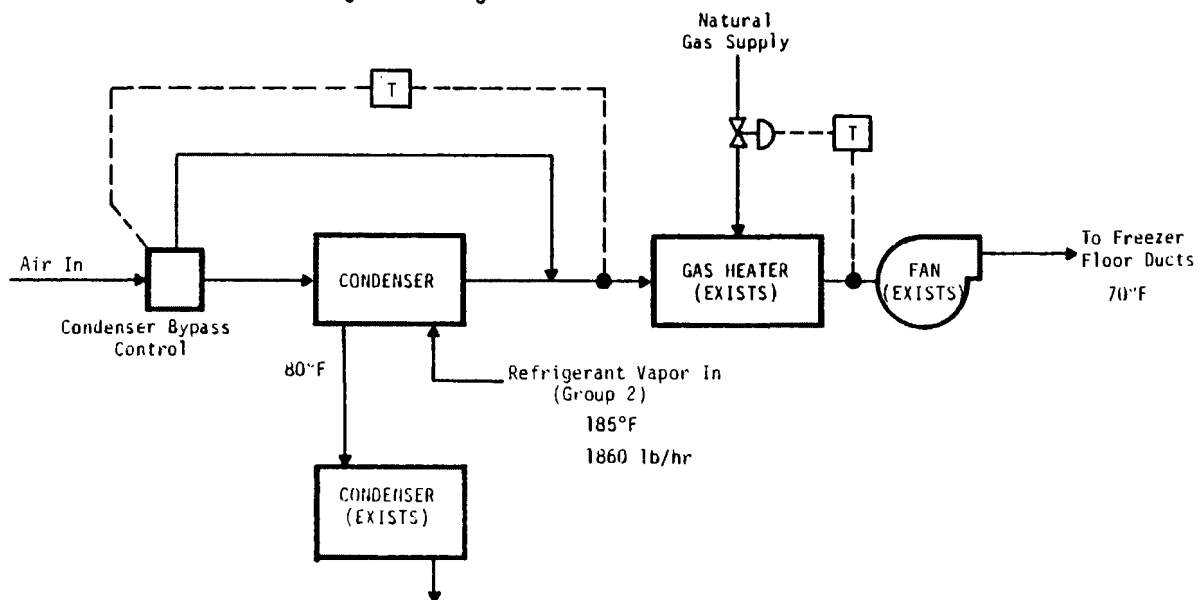 Natural
Gas Supply
T
T
Air In
CONDENSER
GAS HEATER
(EXISTS)
FAN
(EXISTS)
To Freezer
Floor Ducts
70°F
Condenser Bypass
Control
80°F
Refrigerant Vapor In
(Group 2)
185°F
1860 lb/hr
CONDENSER
(EXISTS)